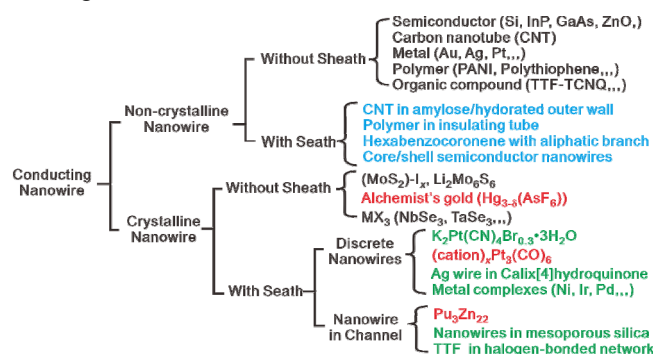 Semiconductor (Si, InP, GaAs, ZnO,)
Carbon nanotube (CNT)
Without Sheath
Metal (Au, Ag, Pt,,,)
Polymer (PANI, Polythiophene,,,)
Organic compound (TTF-TCNQ,,,)
Non-crystalline
Nanowire
CNT in amylose/hydorated outer wall
Polymer in insulating tube
With Seath
Hexabenzocoronene with aliphatic branch
Core/shell semiconductor nanowires
Conducting
Nanowire
Without Sheath
(MoS₂)-Iₓ, Li₂Mo₆S₆
Alchemist's gold (Hg₃₋δ(AsF₆))
MX₃ (NbSe₃, TaSe₃,,,)
Crystalline
Nanowire
Discrete
Nanowires
K₂Pt(CN)₄Br₀.₃•3H₂O
(cation)ₓPt₃(CO)₆
Ag wire in Calix[4]hydroquinone
Metal complexes (Ni, Ir, Pd,,,)
With Seath
Nanowire
in Channel
Pu₃Zn₂₂
Nanowires in mesoporous silica
TTF in halogen-bonded network